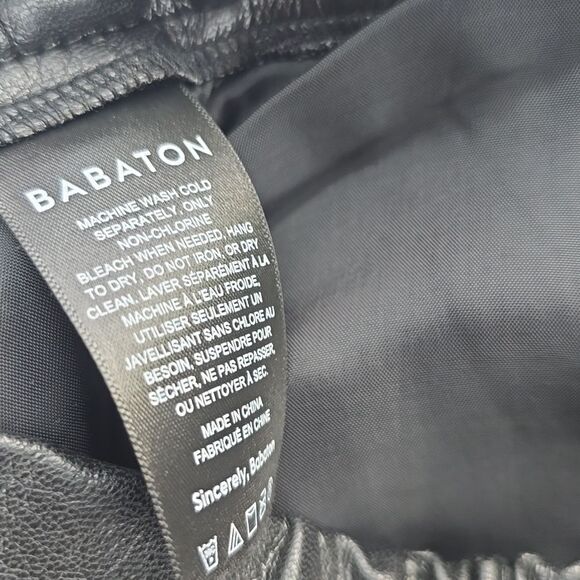 BABATON
MACHINE WASH COLD
SEPARATELY, ONLY
NON-CHLORINE
BLEACH WHEN NEEDED, HANG
TO DRY. DO NOT IRON, OR DRY
CLEAN. LAVER SÉPARÉMENT À LA
MACHINE À L'EAU FROIDE,
UTILISER SEULEMENT UN
JAVELLISANT SANS CHLORE AU
BESOIN, SUSPENDRE POUR
SÉCHER, NE PAS REPASSER,
OU NETTOYER À SEC.
MADE IN CHINA
FABRIQUÉ EN CHINE
Sincerely, Babaton